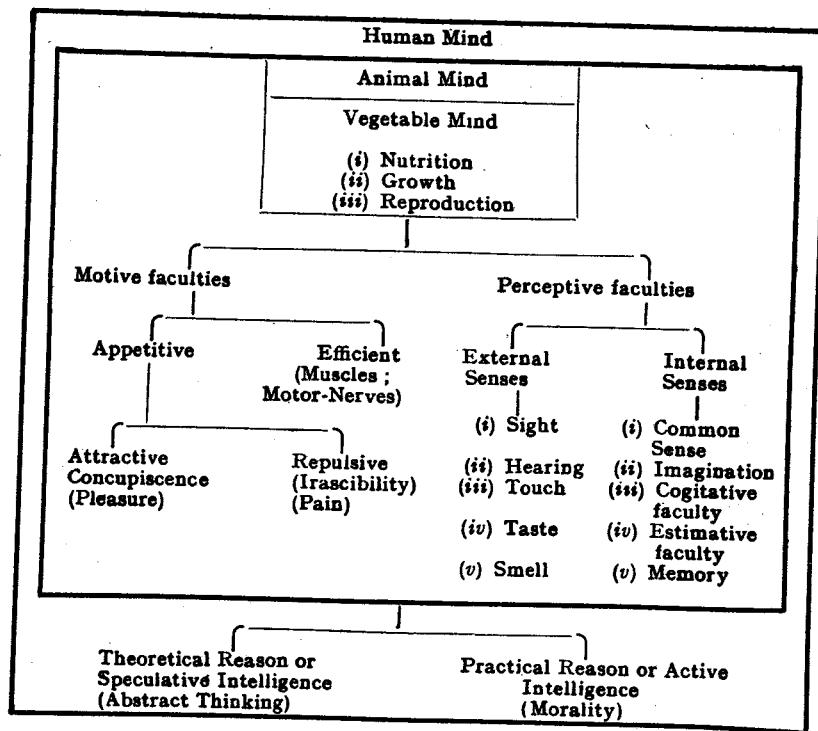 Human Mind
Animal Mind
Vegetable Mind
(i) Nutrition
(ii) Growth
(iii) Reproduction
Motive faculties
Perceptive faculties
Appetitive
Efficient
(Muscles ;
Motor-Nerves)
External
Senses
Internal
Senses
Attractive
Concupiscence
(Pleasure)
Repulsive
(Irascibility)
(Pain)
(i) Sight
(ii) Hearing
(iii) Touch
(iv) Taste
(v) Smell
(i) Common
Sense
(ii) Imagination
(iii) Cogitative
faculty
(iv) Estimative
faculty
(v) Memory
Theoretical Reason or
Speculative Intelligence
(Abstract Thinking)
Practical Reason or Active
Intelligence
(Morality)